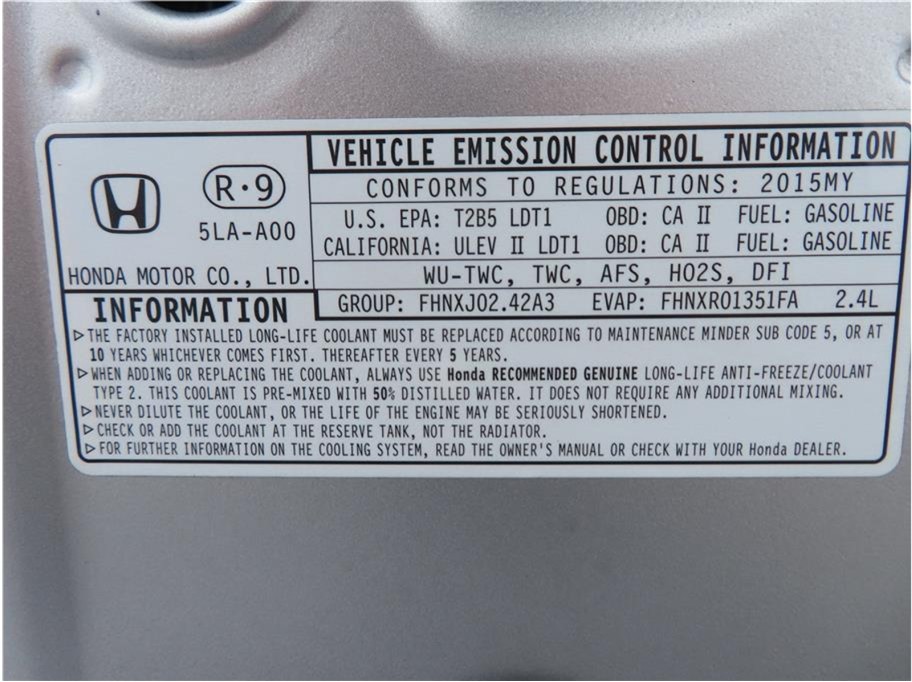 R·9
5LA-A00
HONDA MOTOR CO., LTD.
VEHICLE EMISSION CONTROL INFORMATION
CONFORMS TO REGULATIONS: 2015MY
U.S. EPA: T2B5 LDT1 OBD: CA II FUEL: GASOLINE
CALIFORNIA: ULEV II LDT1 OBD: CA II FUEL: GASOLINE
WU-TWC, TWC, AFS, HO2S, DFI
GROUP: FHNXJ02.42A3 EVAP: FHNXR01351FA 2.4L
INFORMATION
▷THE FACTORY INSTALLED LONG-LIFE COOLANT MUST BE REPLACED ACCORDING TO MAINTENANCE MINDER SUB CODE 5, OR AT
10 YEARS WHICHEVER COMES FIRST. THEREAFTER EVERY 5 YEARS.
▷WHEN ADDING OR REPLACING THE COOLANT, ALWAYS USE Honda RECOMMENDED GENUINE LONG-LIFE ANTI-FREEZE/COOLANT
TYPE 2. THIS COOLANT IS PRE-MIXED WITH 50% DISTILLED WATER. IT DOES NOT REQUIRE ANY ADDITIONAL MIXING.
▷NEVER DILUTE THE COOLANT, OR THE LIFE OF THE ENGINE MAY BE SERIOUSLY SHORTENED.
▷CHECK OR ADD THE COOLANT AT THE RESERVE TANK, NOT THE RADIATOR.
▷FOR FURTHER INFORMATION ON THE COOLING SYSTEM, READ THE OWNER'S MANUAL OR CHECK WITH YOUR Honda DEALER.